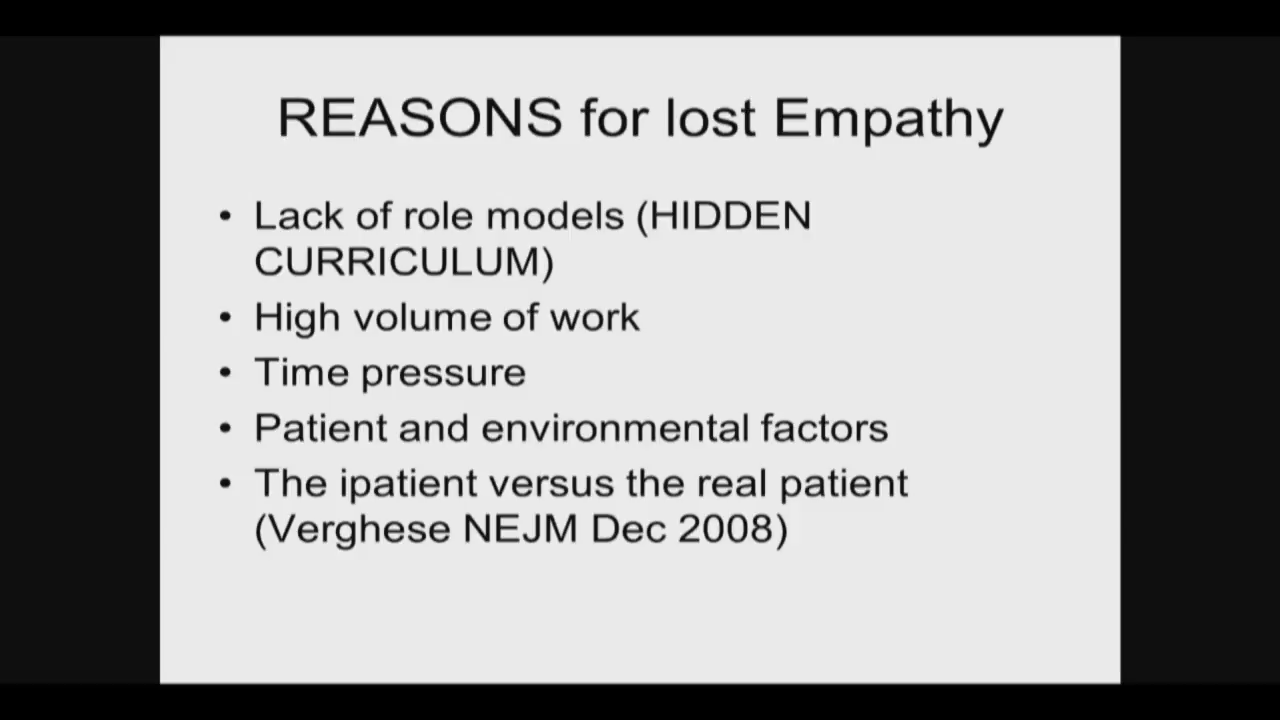 REASONS for lost Empathy
• Lack of role models (HIDDEN
CURRICULUM)
• High volume of work
• Time pressure
• Patient and environmental factors
• The ipatient versus the real patient
(Verghese NEJM Dec 2008)